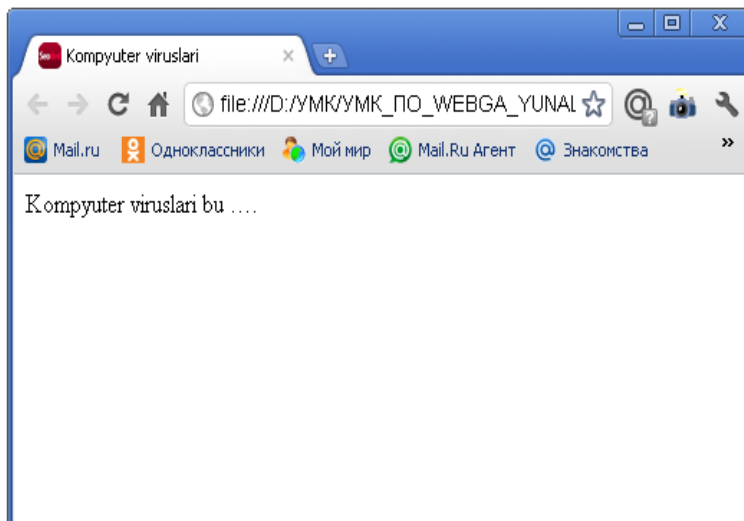 Kompyuter viruslari
file:///D:/УМК/УМК_ПО_WEBGA_YUNAL
Mail.ru Одноклассники Мой мир Mail.Ru Агент Знакомства »
Kompyuter viruslari bu ....